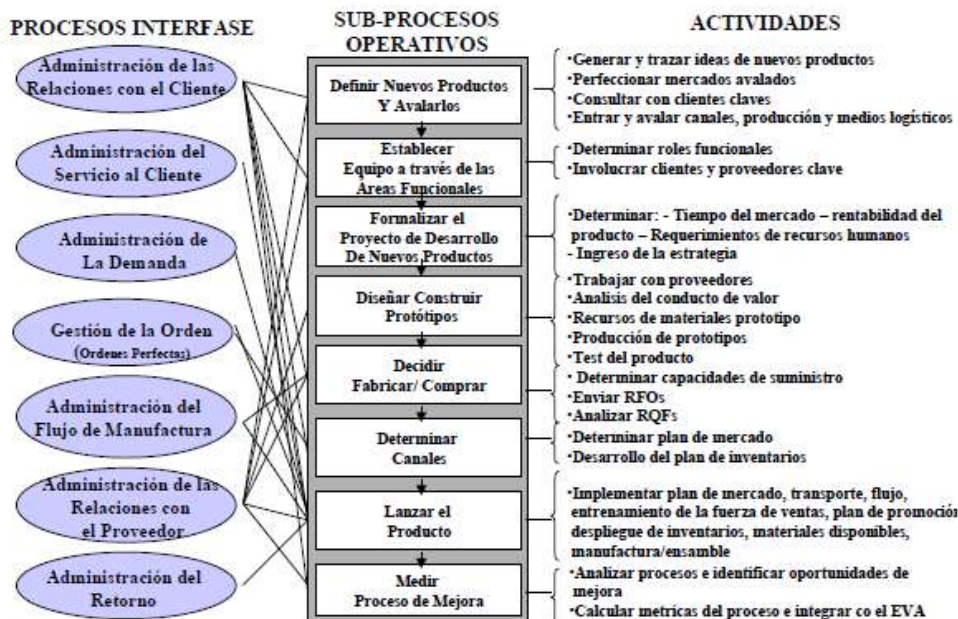 PROCESOS INTERFASE
Administración de las
Relaciones con el Cliente
Administración del
Servicio al Cliente
Administración de
La Demanda
Gestión de la Orden
(Ordenes Perfectas)
Administración del
Flujo de Manufactura
Administración de las
Relaciones con
el Proveedor
Administración del
Retorno
SUB-PROCESOS
OPERATIVOS
Definir Nuevos Productos
Y Avalarlos
Establecer
Equipo a través de las
Áreas Funcionales
Formalizar el
Proyecto de Desarrollo
De Nuevos Productos
Diseñar Construir
Protótipos
Decidir
Fabricar/ Comprar
Determinar
Canales
Lanzar el
Producto
Medir
Proceso de Mejora
ACTIVIDADES
·Generar y trazar ideas de nuevos productos
·Perfeccionar mercados avalados
·Consultar con clientes claves
·Entrar y avalar canales, producción y medios logísticos
·Determinar roles funcionales
·Involucrar clientes y proveedores clave
·Determinar: - Tiempo del mercado – rentabilidad del
producto – Requerimientos de recursos humanos
- Ingreso de la estrategia
·Trabajar con proveedores
·Analisis del conducto de valor
·Recursos de materiales prototipo
·Producción de prototipos
·Test del producto
· Determinar capacidades de suministro
·Enviar RFOs
·Analizar RQFs
·Determinar plan de mercado
·Desarrollo del plan de inventarios
·Implementar plan de mercado, transporte, flujo,
entrenamiento de la fuerza de ventas, plan de promoción
despliegue de inventarios, materiales disponibles,
manufactura/ensamble
·Analizar procesos e identificar oportunidades de
mejora
·Calcular metricas del proceso e integrar co el EVA